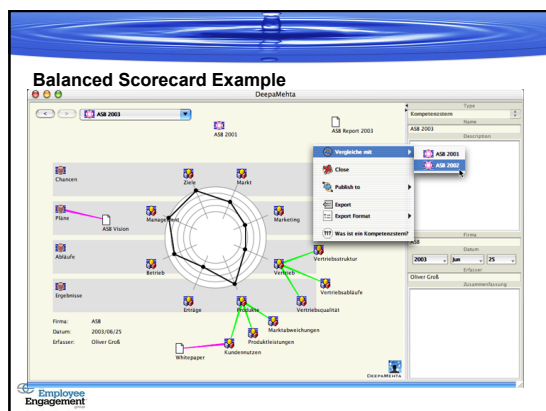 Balanced Scorecard Example
DeepaMehta
ASB 2003
ASB 2001
ASB Report 2003
Type
Kompetenzstern
Name
ASB 2003
Description
Vergleiche mit
ASB 2001
ASB 2002
Close
Publish to
Export
Export Format
??? Was ist ein Kompetenzstern?
Chancen
Ziele
Markt
Pläne
ASB Vision
Management
Marketing
Abläufe
Betrieb
Vertrieb
Vertriebsstruktur
Vertriebsabläufe
Vertriebsqualität
Ergebnisse
Erträge
Produkte
Marktabweichungen
Produktleistungen
Kundennutzen
Whitepaper
Firma: ASB
Datum: 2003/06/25
Erfasser: Oliver Groß
Firma
ASB
Datum
2003 Jun 25
Erfasser
Oliver Groß
Zusammenfassung
DEEPAMEHTA
Employee
Engagement
group